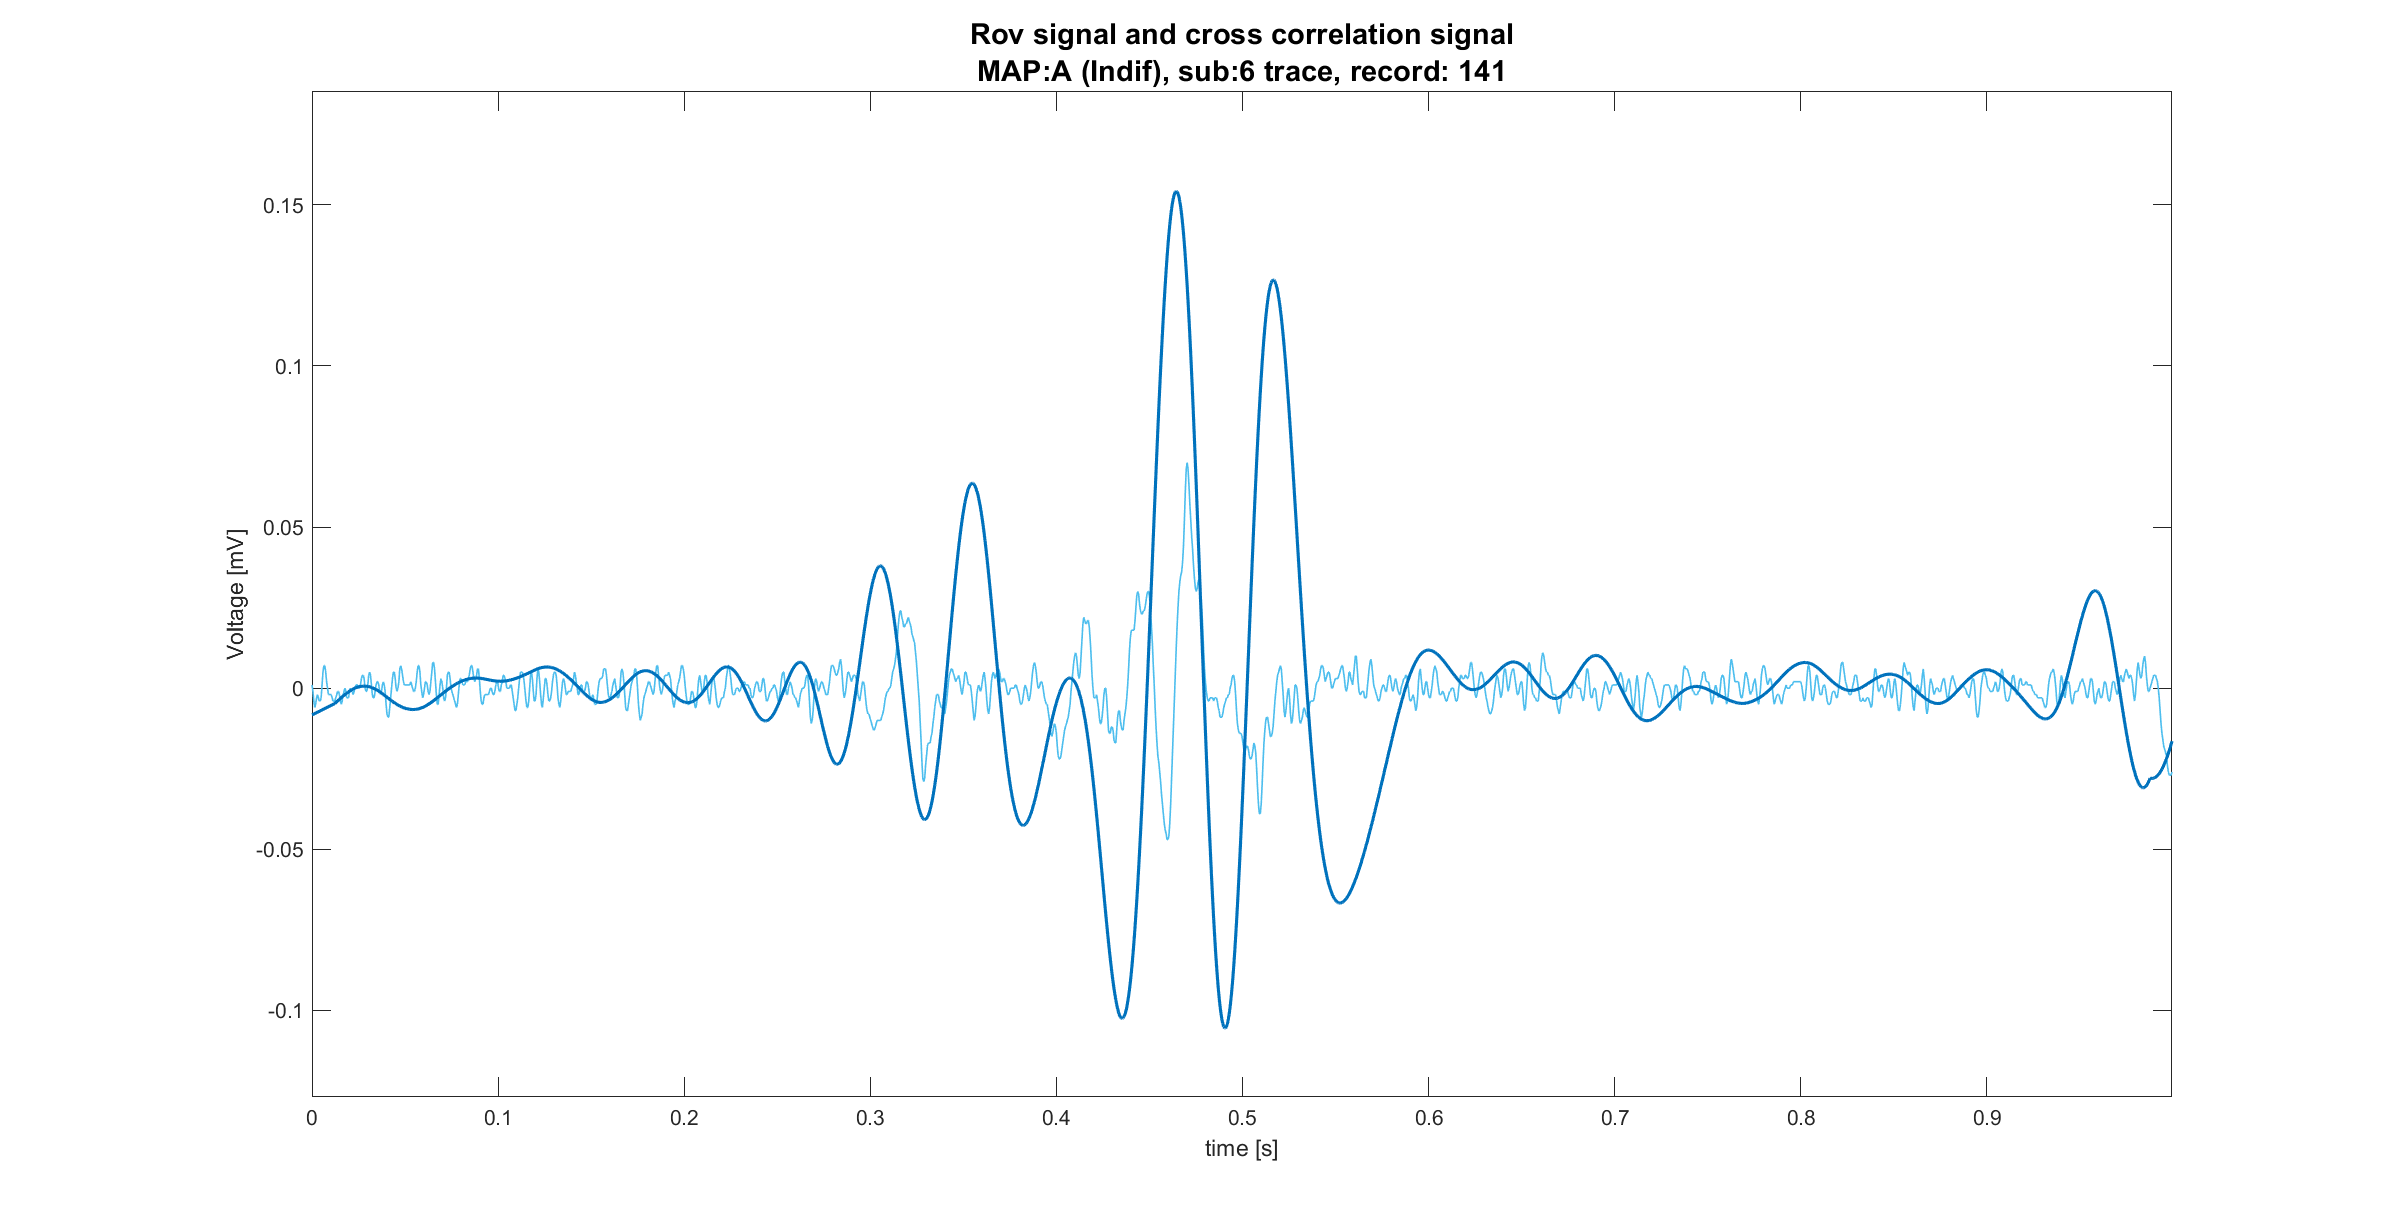 Rov signal and cross correlation signal
MAP:A (Indif), sub:6 trace, record: 141
Voltage [mV]
0.15
0.1
0.05
0
-0.05
-0.1
0 0.1 0.2 0.3 0.4 0.5 0.6 0.7 0.8 0.9
time [s]